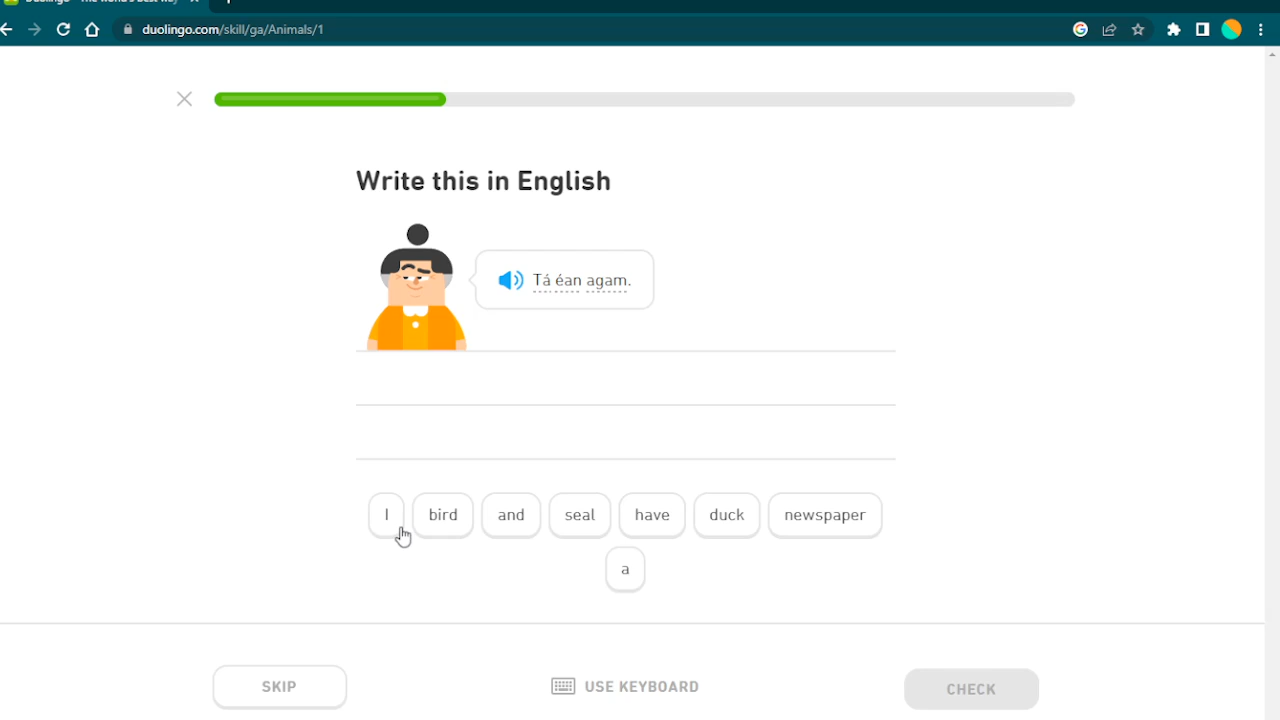 duolingo.com/skill/ga/Animals/1
Write this in English
Tá éan agam.
I bird and seal have duck newspaper
a
SKIP USE KEYBOARD CHECK